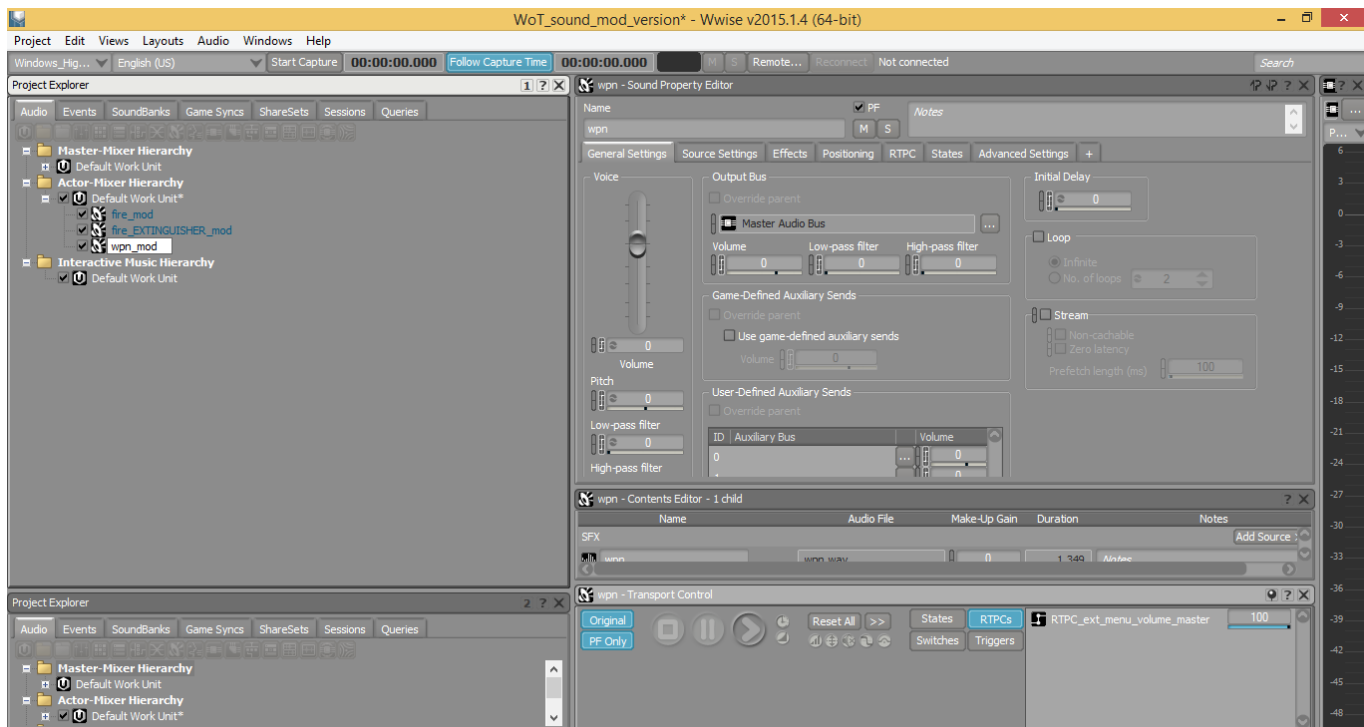 WoT_sound_mod_version* - Wwise v2015.1.4 (64-bit)
Project Edit Views Layouts Audio Windows Help
Windows_Hig... English (US) Start Capture 00:00:00.000 Follow Capture Time 00:00:00.000 M S Remote... Reconnect Not connected Search
Project Explorer 1 ? X
Audio Events SoundBanks Game Syncs ShareSets Sessions Queries
Master-Mixer Hierarchy
Default Work Unit
Actor-Mixer Hierarchy
Default Work Unit*
fire_mod
fire_EXTINGUISHER_mod
wpn_mod
Interactive Music Hierarchy
Default Work Unit
Project Explorer 2 ? X
Audio Events SoundBanks Game Syncs ShareSets Sessions Queries
Master-Mixer Hierarchy
Default Work Unit
Actor-Mixer Hierarchy
Default Work Unit*
wpn - Sound Property Editor
Name PF Notes
wpn M S
General Settings Source Settings Effects Positioning RTPC States Advanced Settings +
Voice
0
Volume
Pitch
0
Low-pass filter
0
High-pass filter
Output Bus
Override parent
Master Audio Bus ...
Volume Low-pass filter High-pass filter
0 0 0
Game-Defined Auxiliary Sends
Override parent
Use game-defined auxiliary sends
Volume 0
User-Defined Auxiliary Sends
Override parent
ID Auxiliary Bus Volume
0 ... 0
Initial Delay
0
Loop
Infinite
No. of loops 2
Stream
Non-cachable
Zero latency
Prefetch length (ms) 100
wpn - Contents Editor - 1 child
Name Audio File Make-Up Gain Duration Notes
SFX Add Source
wpn wpn.wav 0 1.349 Notes
wpn - Transport Control
Original Reset All >> States RTPCs RTPC_ext_menu_volume_master 100
PF Only Switches Triggers
P...
6
3
0
-3
-6
-9
-12
-15
-18
-21
-24
-27
-30
-33
-36
-39
-42
-45
-48